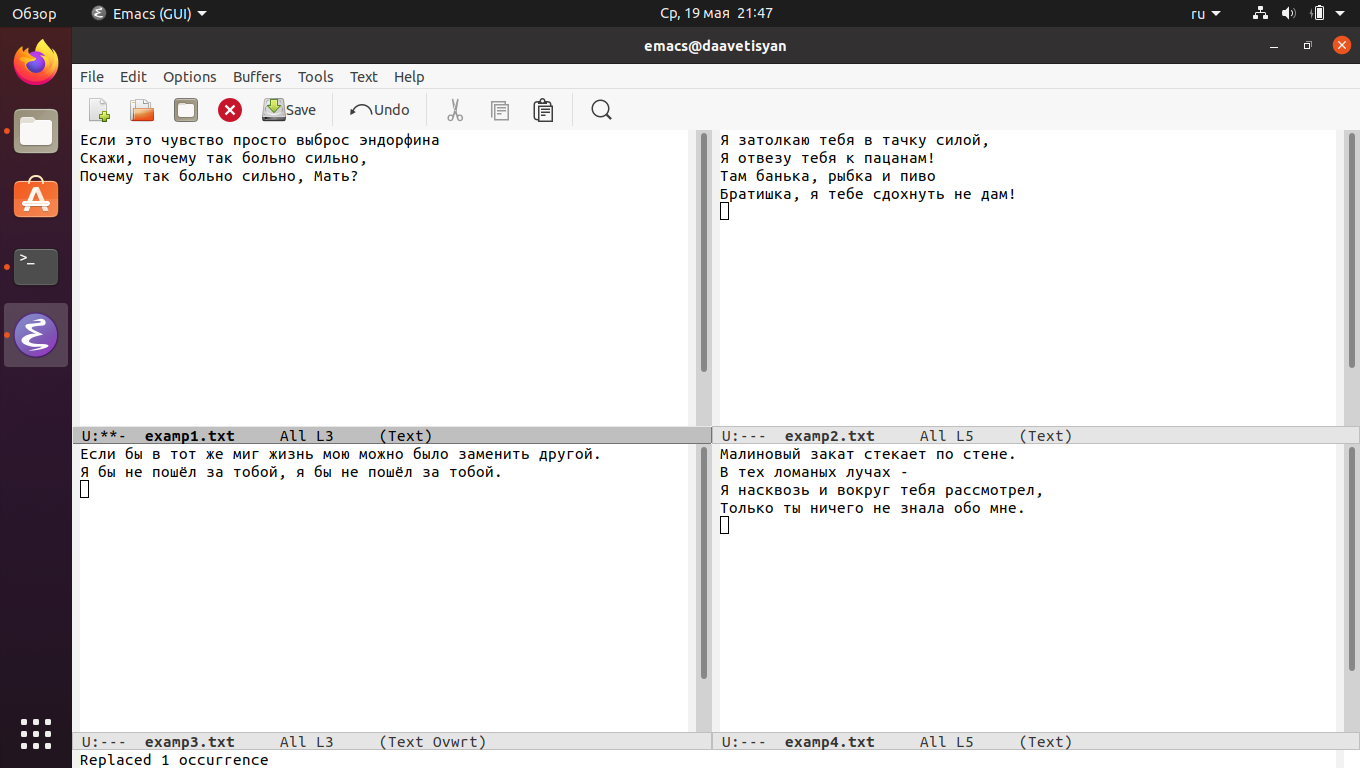 Обзор
Emacs (GUI)
Ср, 19 мая 21:47
ru
emacs@daavetisyan
File Edit Options Buffers Tools Text Help
Save Undo
Если это чувство просто выброс эндорфина
Скажи, почему так больно сильно,
Почему так больно сильно, Мать?
U:**- examp1.txt All L3 (Text)
Я затолкаю тебя в тачку силой,
Я отвезу тебя к пацанам!
Там банька, рыбка и пиво
Братишка, я тебе сдохнуть не дам!
U:--- examp2.txt All L5 (Text)
Если бы в тот же миг жизнь мою можно было заменить другой.
Я бы не пошёл за тобой, я бы не пошёл за тобой.
U:--- examp3.txt All L3 (Text Ovwrt)
Малиновый закат стекает по стене.
В тех ломаных лучах -
Я насквозь и вокруг тебя рассмотрел,
Только ты ничего не знала обо мне.
U:--- examp4.txt All L5 (Text)
Replaced 1 occurrence